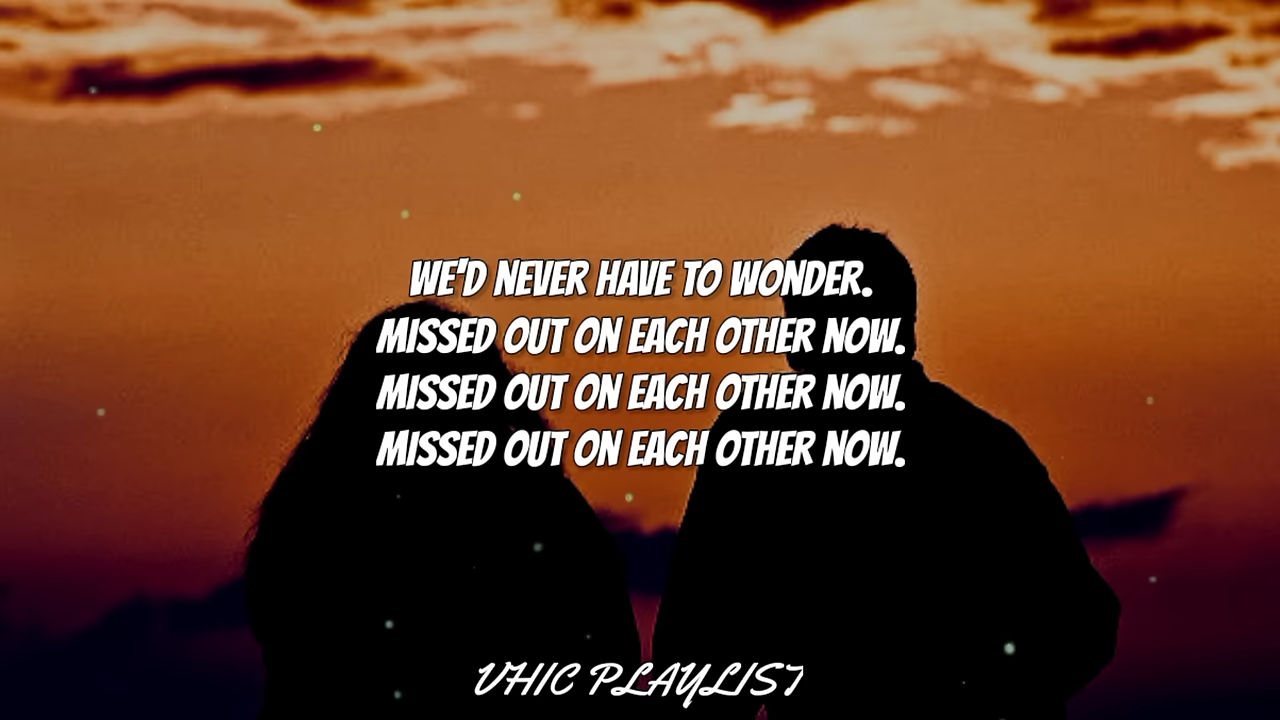 WE'D NEVER HAVE TO WONDER.
MISSED OUT ON EACH OTHER NOW.
MISSED OUT ON EACH OTHER NOW.
MISSED OUT ON EACH OTHER NOW.
VHIC PLAYLIST